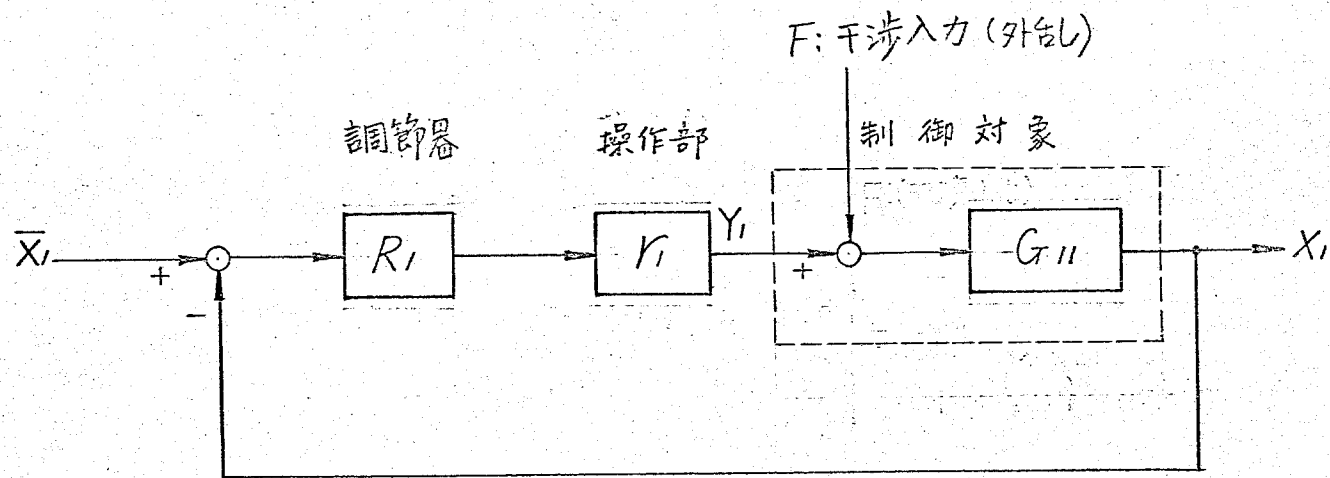 F: 干渉入力 (外乱)
調節器
操作部
制御対象
X̄₁
+
-
R₁
r₁
Y₁
+
G₁₁
X₁